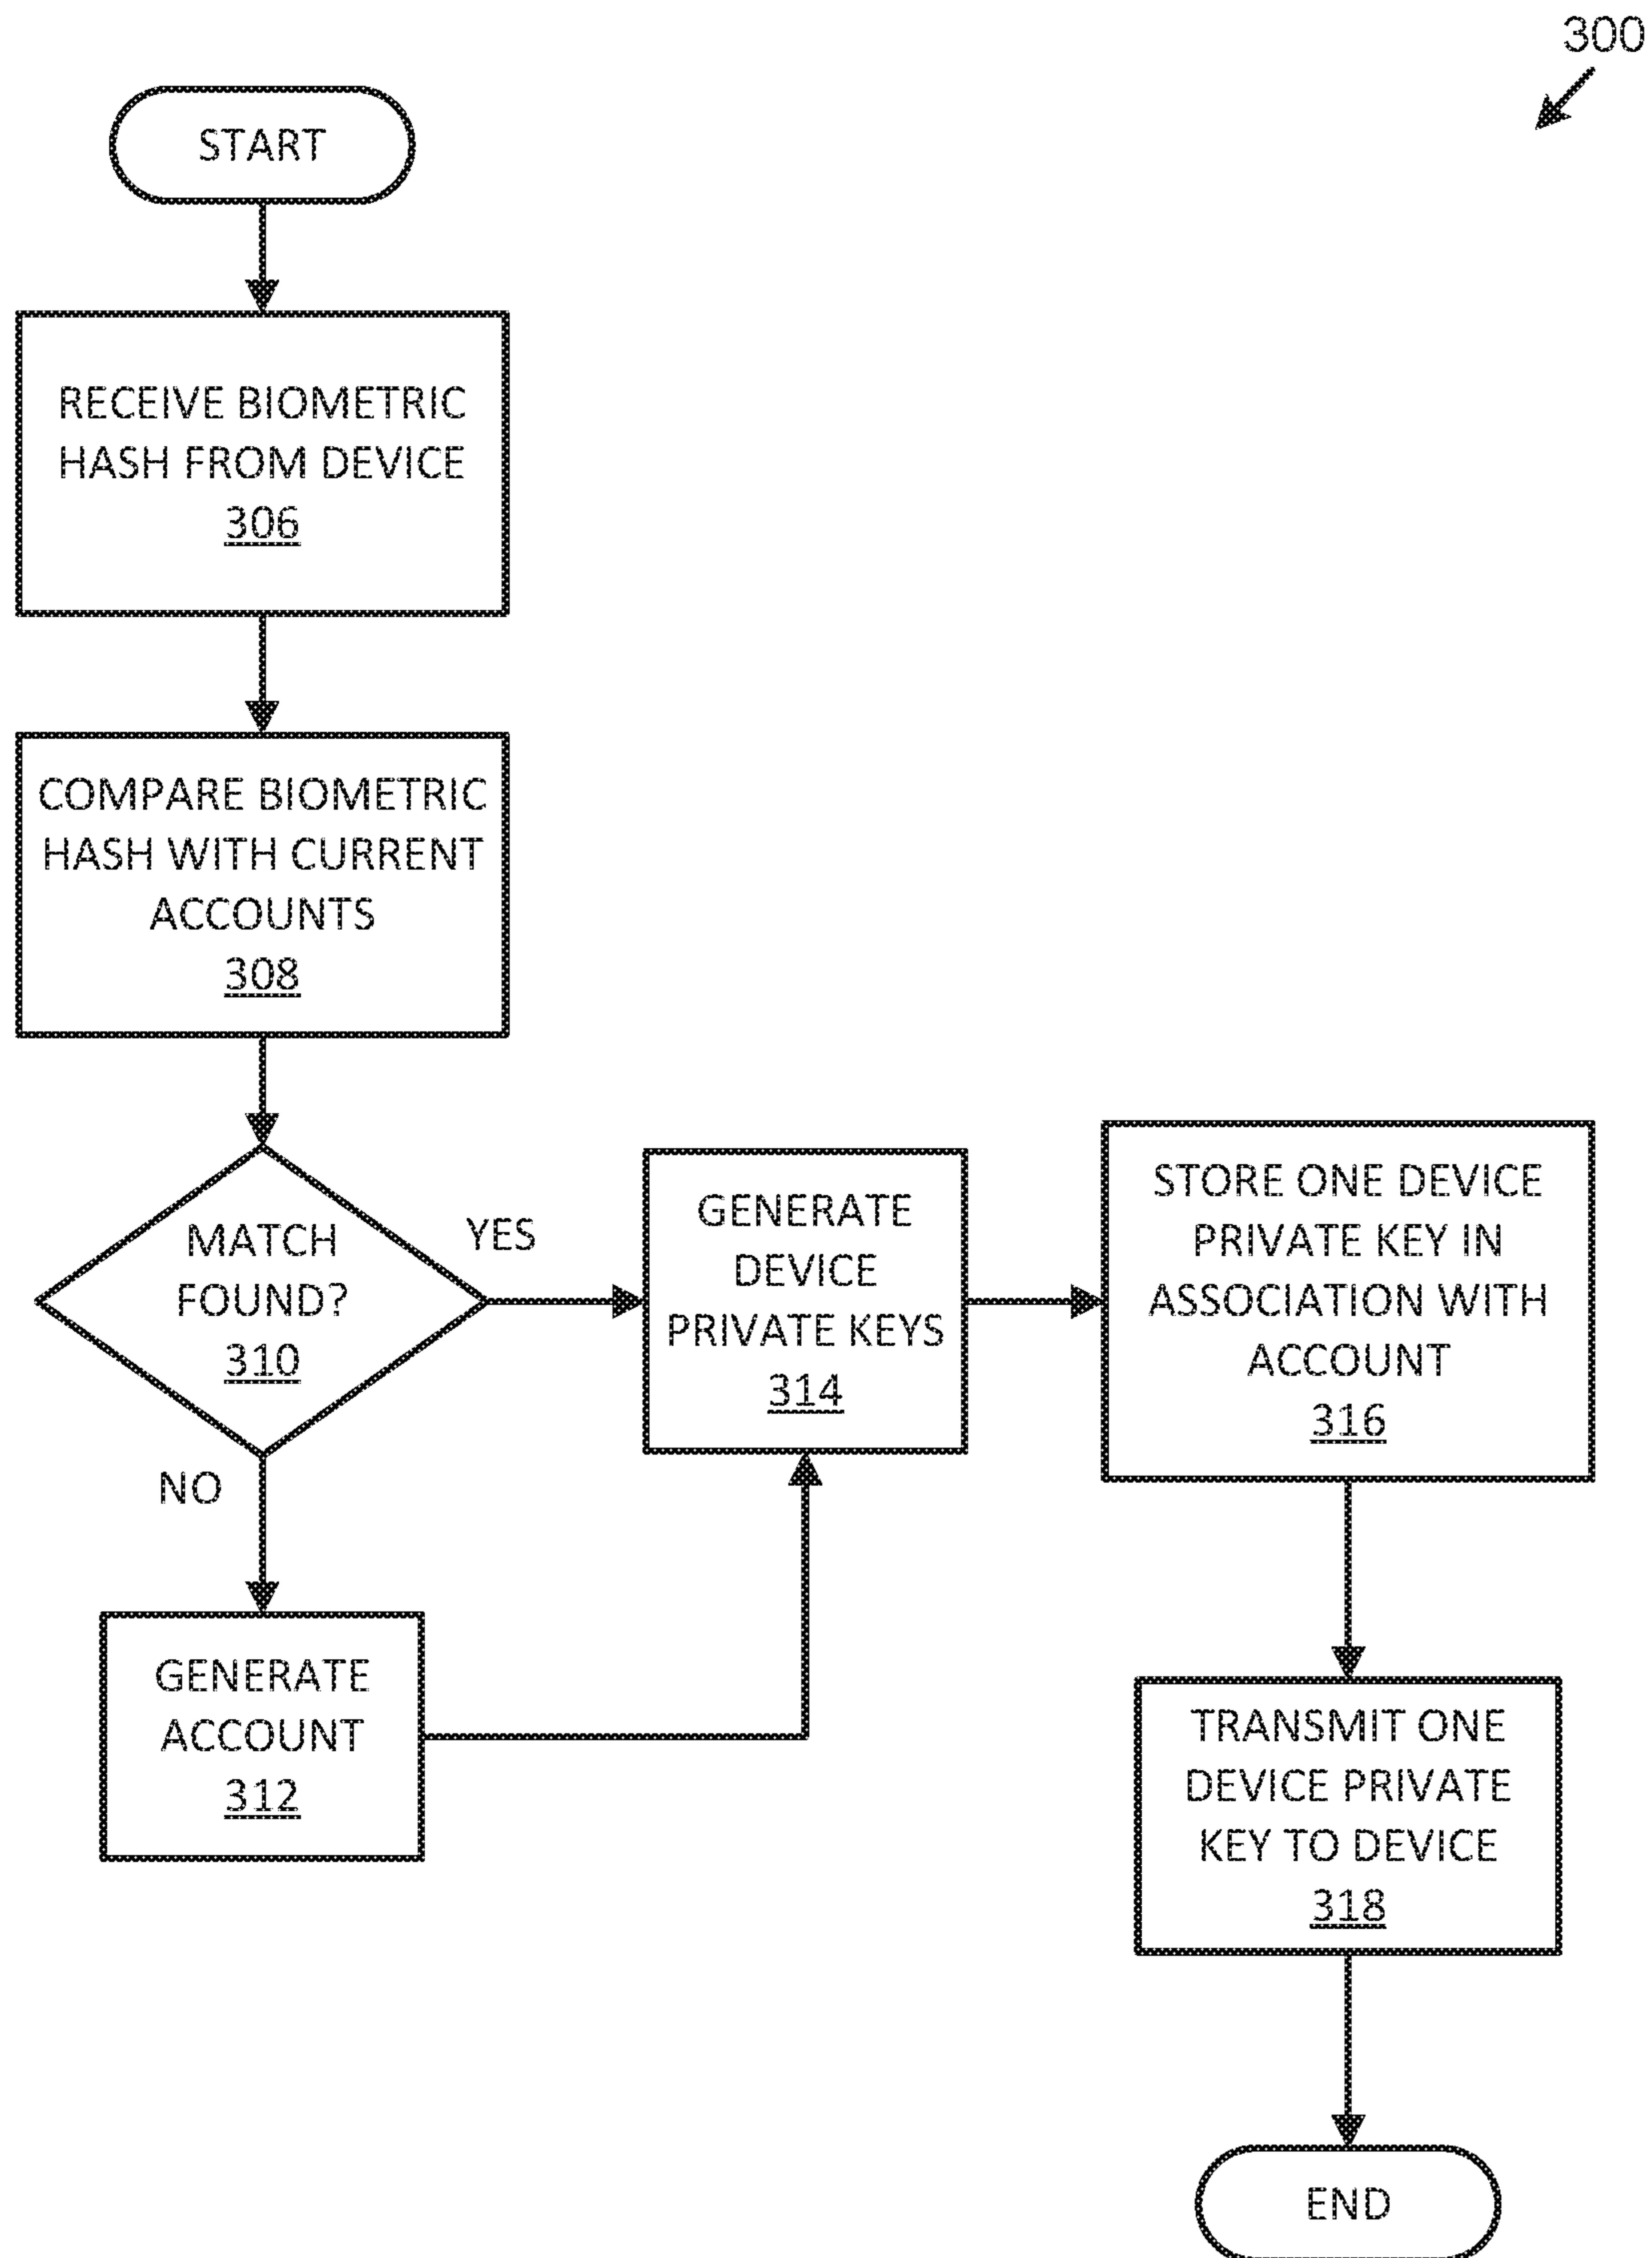 300
START
RECEIVE BIOMETRIC
HASH FROM DEVICE
306
COMPARE BIOMETRIC
HASH WITH CURRENT
ACCOUNTS
308
MATCH
FOUND?
310
YES
NO
GENERATE
ACCOUNT
312
GENERATE
DEVICE
PRIVATE KEYS
314
STORE ONE DEVICE
PRIVATE KEY IN
ASSOCIATION WITH
ACCOUNT
316
TRANSMIT ONE
DEVICE PRIVATE
KEY TO DEVICE
318
END